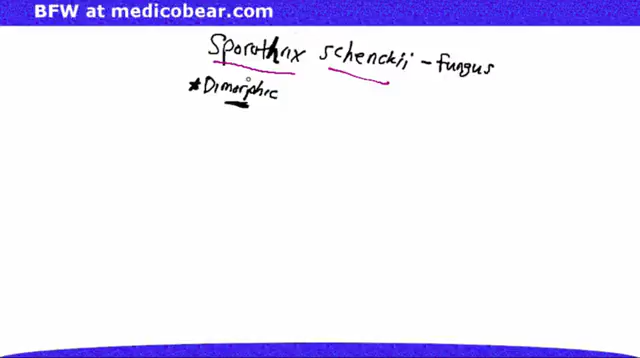 BFW at medicobear.com
Sporothrix schenckii - fungus
* Dimorphic